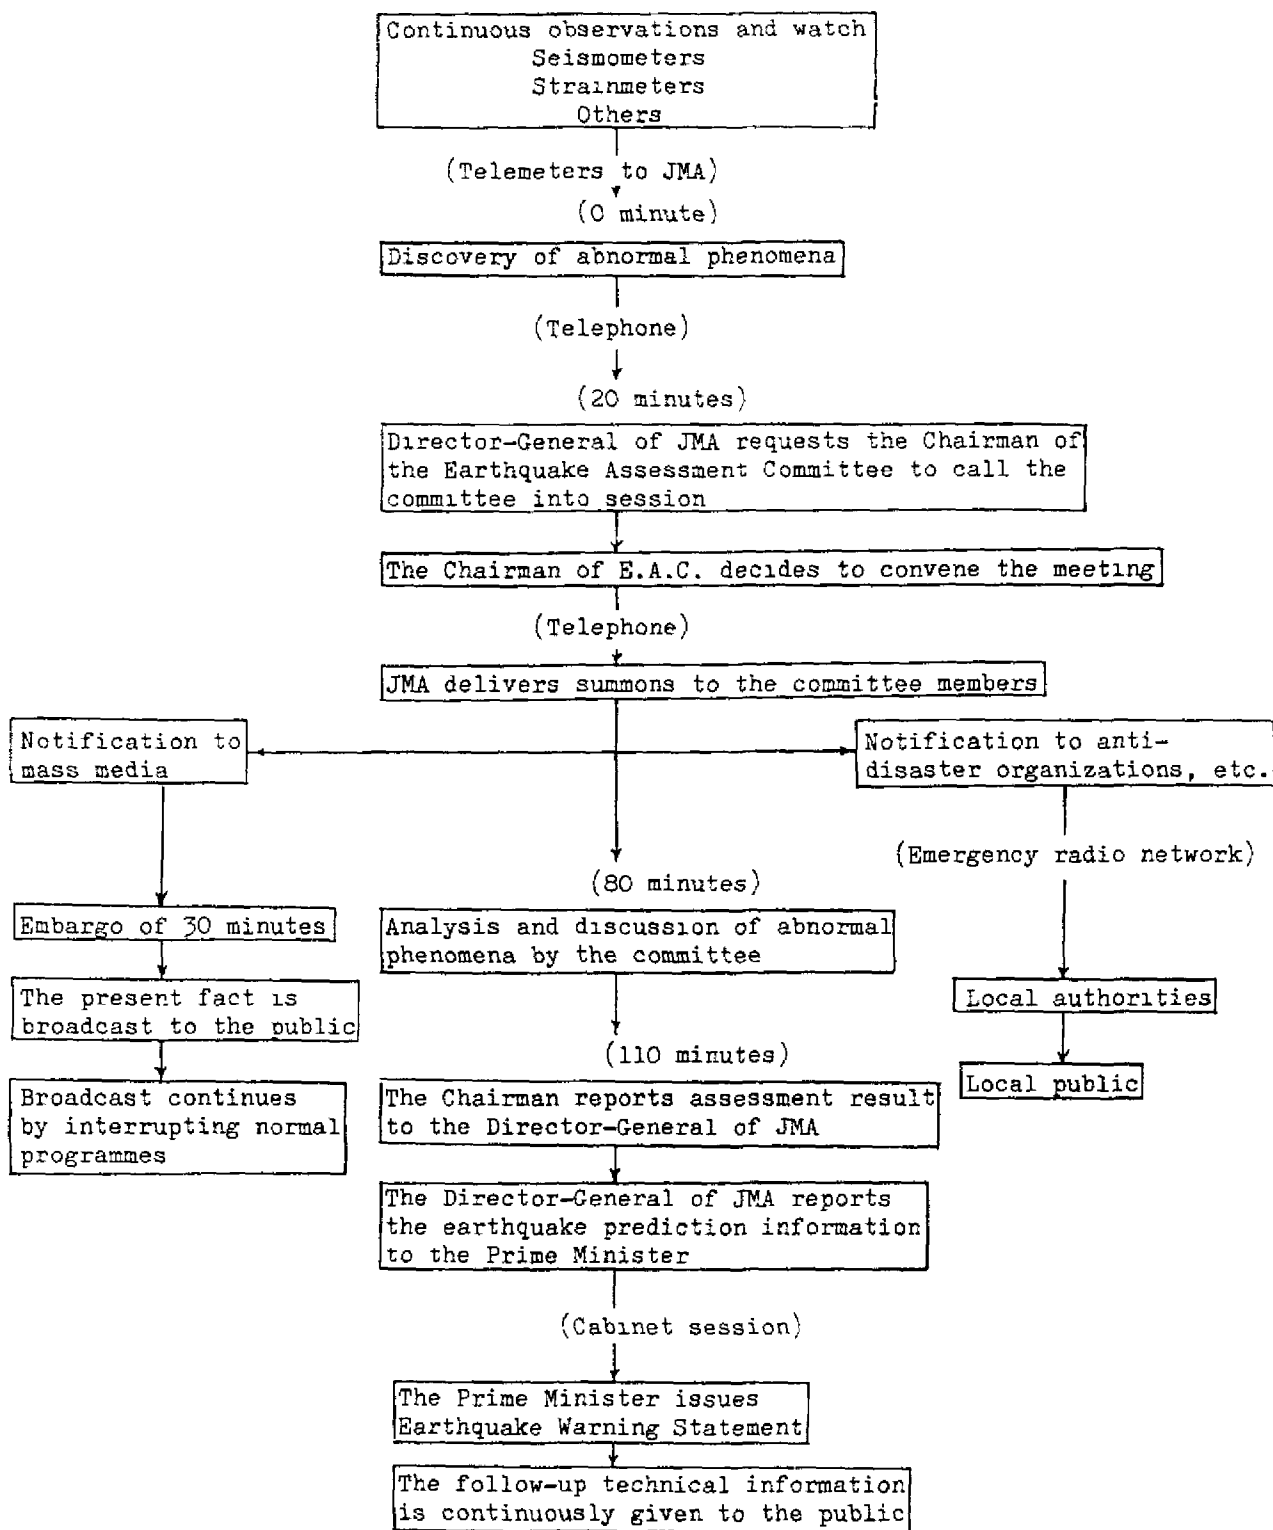 Continuous observations and watch
Seismometers
Strainmeters
Others
(Telemeters to JMA)
(0 minute)
Discovery of abnormal phenomena
(Telephone)
(20 minutes)
Director-General of JMA requests the Chairman of
the Earthquake Assessment Committee to call the
committee into session
The Chairman of E.A.C. decides to convene the meeting
(Telephone)
JMA delivers summons to the committee members
Notification to
mass media
Notification to anti-
disaster organizations, etc.
(Emergency radio network)
(80 minutes)
Embargo of 30 minutes
Analysis and discussion of abnormal
phenomena by the committee
The present fact is
broadcast to the public
Local authorities
(110 minutes)
Local public
Broadcast continues
by interrupting normal
programmes
The Chairman reports assessment result
to the Director-General of JMA
The Director-General of JMA reports
the earthquake prediction information
to the Prime Minister
(Cabinet session)
The Prime Minister issues
Earthquake Warning Statement
The follow-up technical information
is continuously given to the public